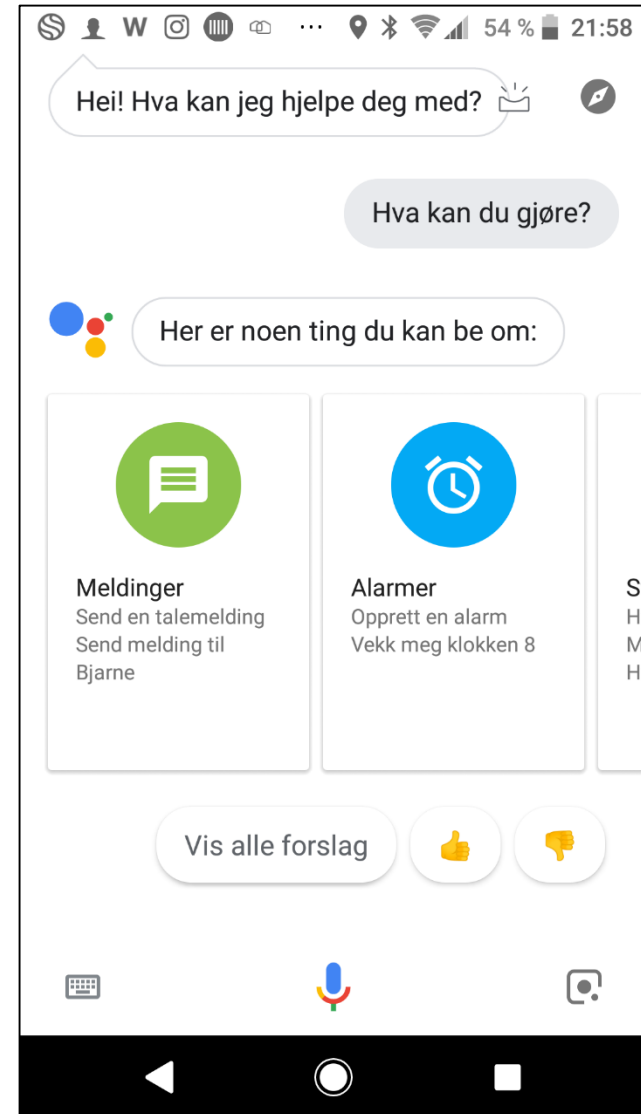 W 54 % 21:58
Hei! Hva kan jeg hjelpe deg med?
Hva kan du gjøre?
Her er noen ting du kan be om:
Meldinger
Send en talemelding
Send melding til
Bjarne
Alarmer
Opprett en alarm
Vekk meg klokken 8
S
H
M
H
Vis alle forslag